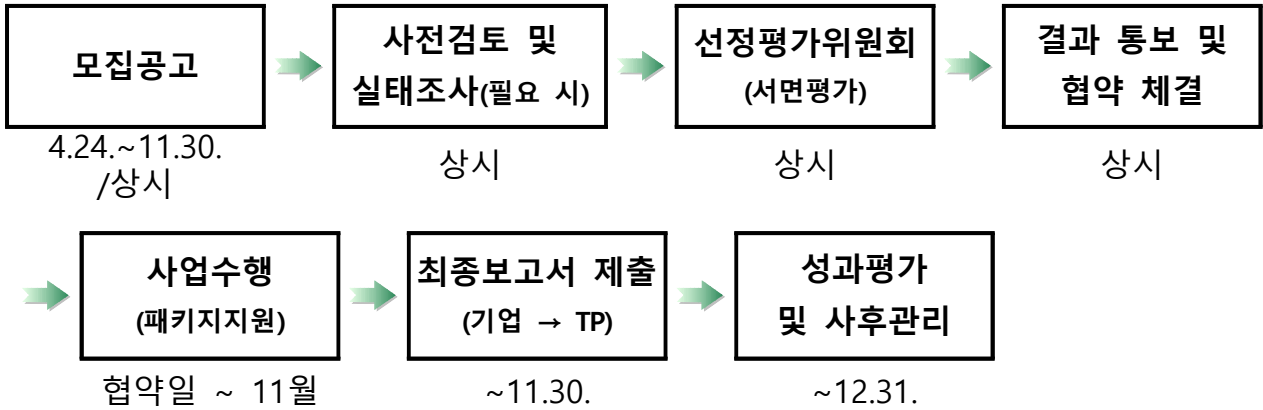 모집공고
사전검토 및
실태조사(필요 시)
선정평가위원회
(서면평가)
결과 통보 및
협약 체결
4.24.~11.30.
/상시
상시
상시
상시
사업수행
(패키지지원)
최종보고서 제출
(기업 → TP)
성과평가
및 사후관리
협약일 ~ 11월
~11.30.
~12.31.